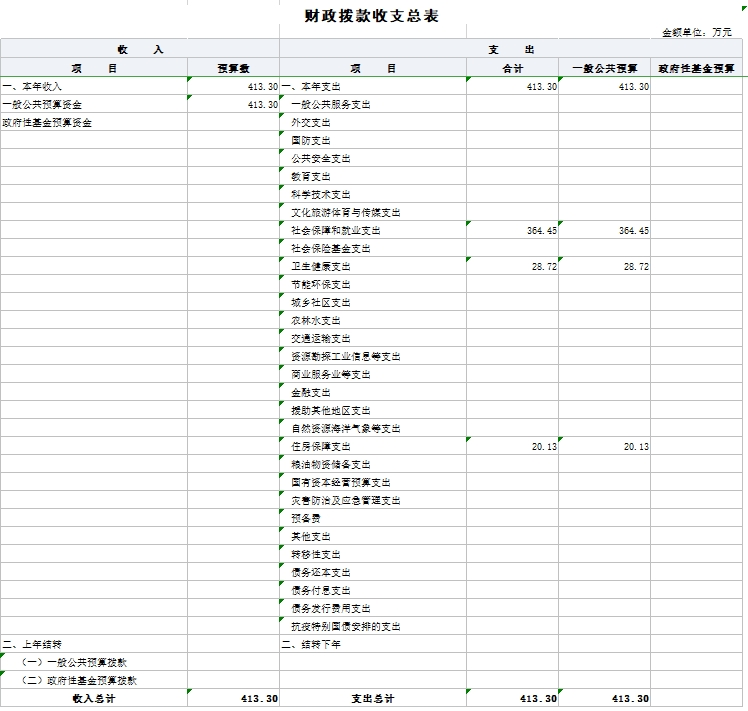 财政拨款收支总表
金额单位：万元
收 入 支 出
项 目 预算数 项 目 合计 一般公共预算 政府性基金预算
一、本年收入 413.30 一、本年支出 413.30 413.30
一般公共预算资金 413.30 一般公共服务支出
政府性基金预算资金 外交支出
国防支出
公共安全支出
教育支出
科学技术支出
文化旅游体育与传媒支出
社会保障和就业支出 364.45 364.45
社会保险基金支出
卫生健康支出 28.72 28.72
节能环保支出
城乡社区支出
农林水支出
交通运输支出
资源勘探工业信息等支出
商业服务业等支出
金融支出
援助其他地区支出
自然资源海洋气象等支出
住房保障支出 20.13 20.13
粮油物资储备支出
国有资本经营预算支出
灾害防治及应急管理支出
预备费
其他支出
转移性支出
债务还本支出
债务付息支出
债务发行费用支出
抗疫特别国债安排的支出
二、上年结转 二、结转下年
（一）一般公共预算拨款
（二）政府性基金预算拨款
收入总计 413.30 支出总计 413.30 413.30